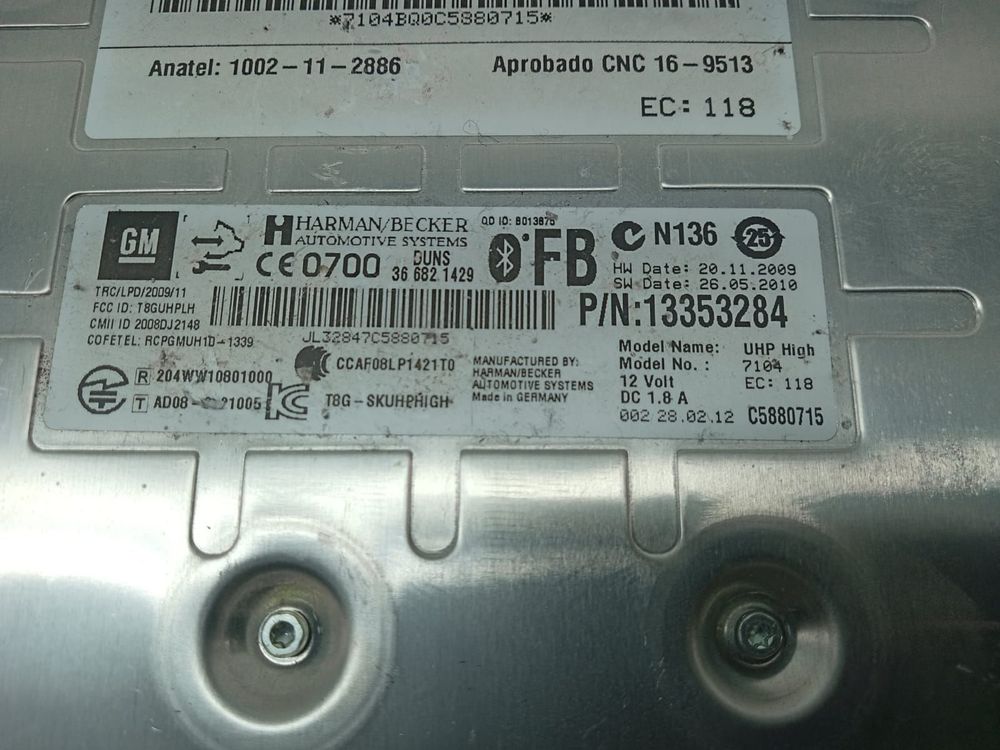 *7104BQ0C5880715*
Anatel: 1002-11-2886
Aprobado CNC 16-9513
EC: 118
GM
HARMAN/BECKER
AUTOMOTIVE SYSTEMS
CE 0700
DUNS
36 682 1429
QD ID: B013875
FB
N136
25
HW Date: 20.11.2009
SW Date: 26.05.2010
P/N:13353284
TRC/LPD/2009/11
FCC ID: T8GUHPLH
CMII ID 2008DJ2148
COFETEL: RCPGMUH1D-1339
JL32847C5880715
R 204WW10801000
T AD08- 21005
CCAF08LP1421T0
T8G-SKUHPHIGH
MANUFACTURED BY:
HARMAN/BECKER
AUTOMOTIVE SYSTEMS
Made in GERMANY
Model Name: UHP High
Model No. : 7104
12 Volt EC: 118
DC 1.8 A
002 28.02.12 C5880715